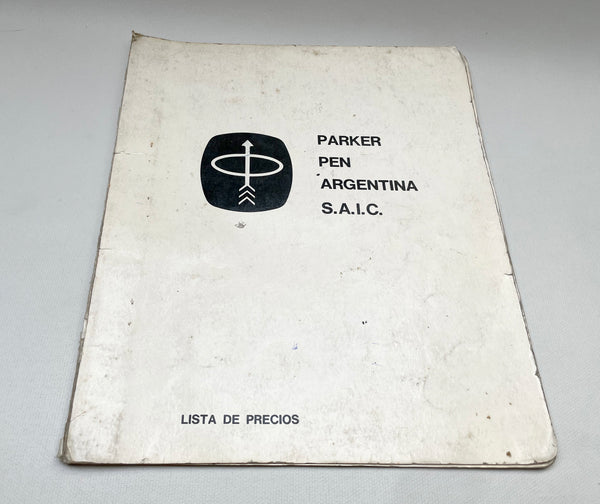 PARKER
PEN
ARGENTINA
S.A.I.C.
LISTA DE PRECIOS